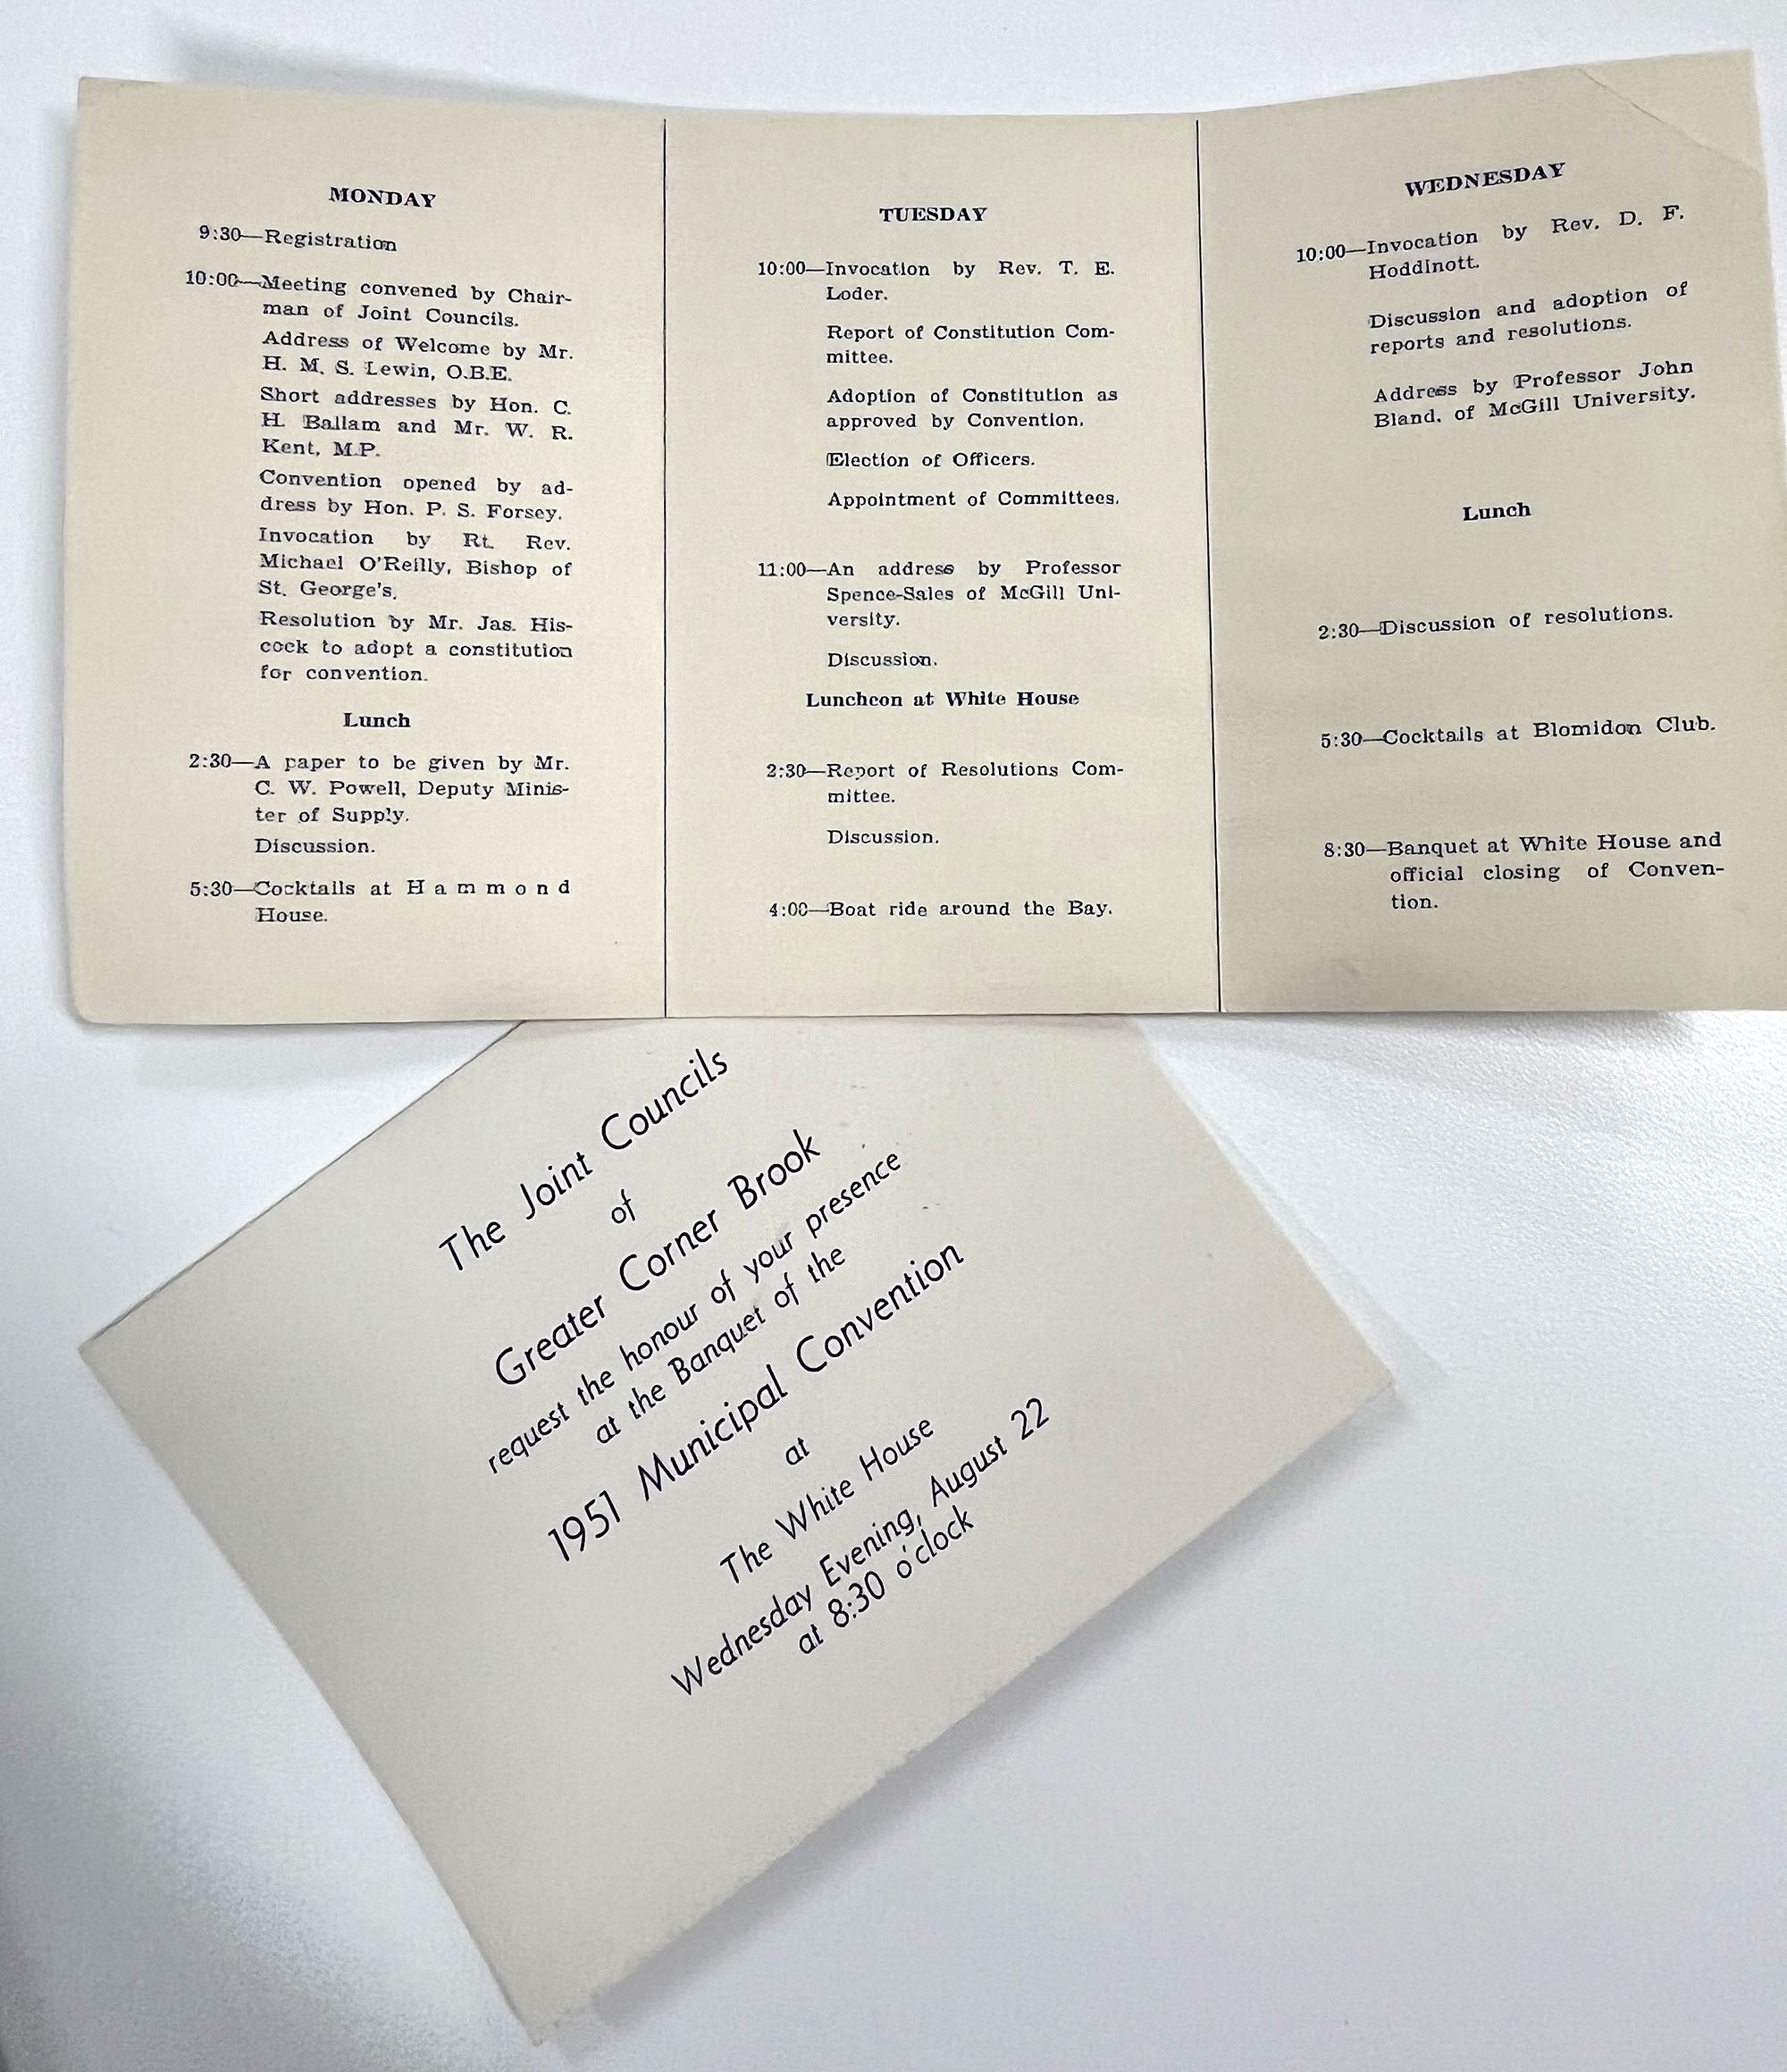 MONDAY
9:30—Registration
10:00—Meeting convened by Chair-
man of Joint Councils.
Address of Welcome by Mr.
H. M. S. Lewin, O.B.E.
Short addresses by Hon. C.
H. Ballam and Mr. W. R.
Kent, M.P.
Convention opened by ad-
dress by Hon. P. S. Forsey.
Invocation by Rt. Rev.
Michael O'Reilly, Bishop of
St. George's.
Resolution by Mr. Jas. His-
cock to adopt a constitution
for convention.
Lunch
2:30—A paper to be given by Mr.
C. W. Powell, Deputy Minis-
ter of Supply.
Discussion.
5:30—Cocktails at Hammond
House.
TUESDAY
10:00—Invocation by Rev. T. E.
Loder.
Report of Constitution Com-
mittee.
Adoption of Constitution as
approved by Convention.
Election of Officers.
Appointment of Committees.
11:00—An address by Professor
Spence-Sales of McGill Uni-
versity.
Discussion.
Luncheon at White House
2:30—Report of Resolutions Com-
mittee.
Discussion.
4:00—Boat ride around the Bay.
WEDNESDAY
10:00—Invocation by Rev. D. F.
Hoddinott.
Discussion and adoption of
reports and resolutions.
Address by Professor John
Bland, of McGill University.
Lunch
2:30—Discussion of resolutions.
5:30—Cocktails at Blomidon Club.
8:30—Banquet at White House and
official closing of Conven-
tion.
The Joint Councils
of
Greater Corner Brook
request the honour of your presence
at the Banquet of the
1951 Municipal Convention
at
The White House
Wednesday Evening, August 22
at 8:30 o'clock